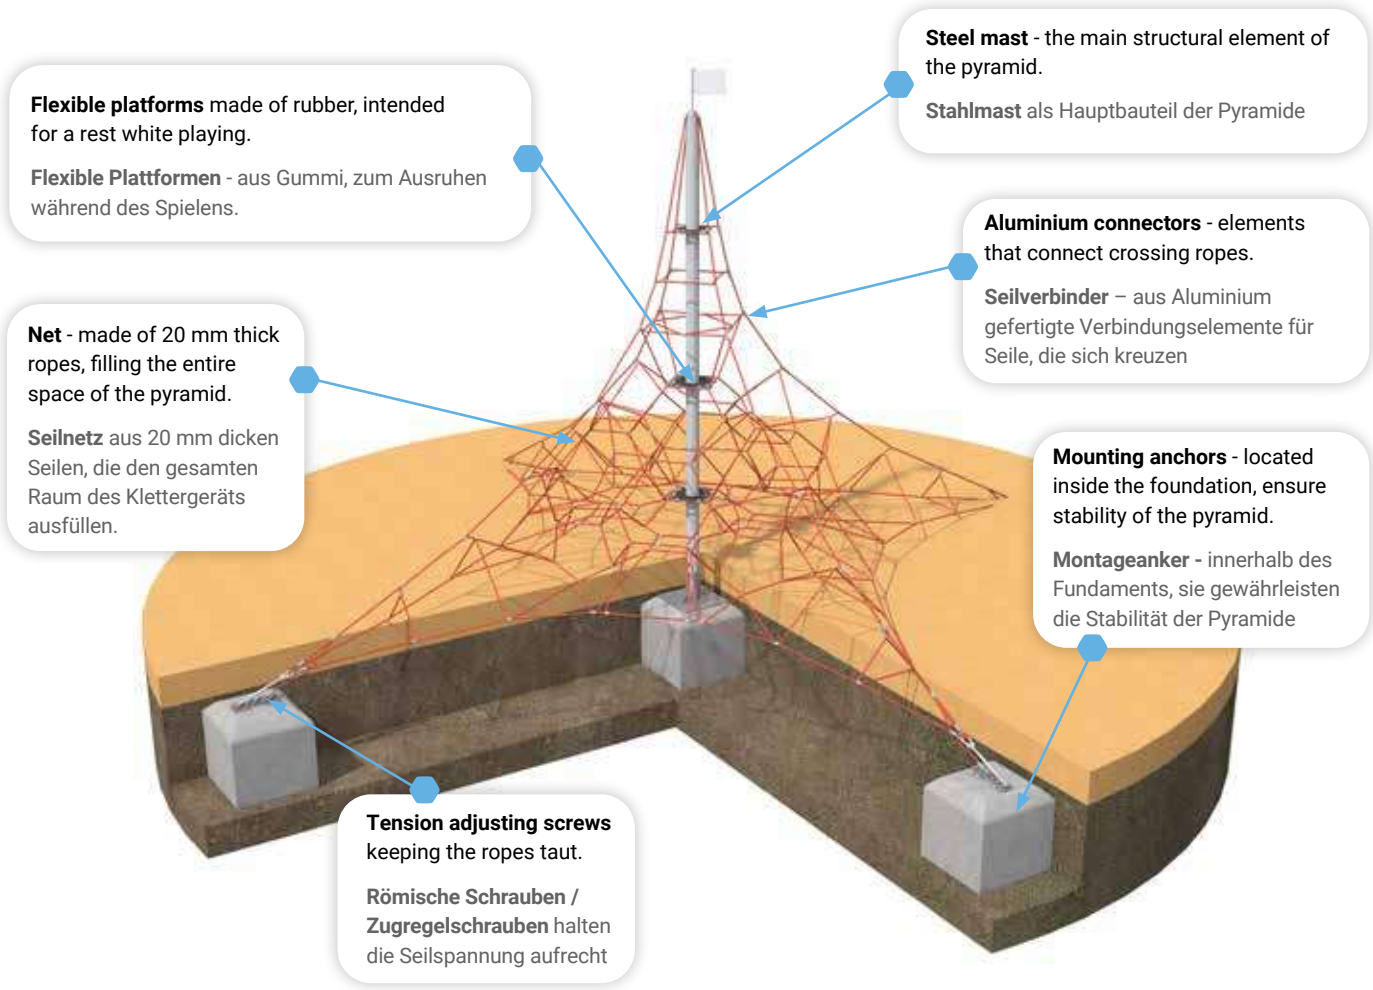 Steel mast - the main structural element of
the pyramid.
Stahlmast als Hauptbauteil der Pyramide
Flexible platforms made of rubber, intended
for a rest white playing.
Flexible Plattformen - aus Gummi, zum Ausruhen
während des Spielens.
Aluminium connectors - elements
that connect crossing ropes.
Seilverbinder – aus Aluminium
gefertigte Verbindungselemente für
Seile, die sich kreuzen
Net - made of 20 mm thick
ropes, filling the entire
space of the pyramid.
Seilnetz aus 20 mm dicken
Seilen, die den gesamten
Raum des Klettergeräts
ausfüllen.
Mounting anchors - located
inside the foundation, ensure
stability of the pyramid.
Montageanker - innerhalb des
Fundaments, sie gewährleisten
die Stabilität der Pyramide
Tension adjusting screws
keeping the ropes taut.
Römische Schrauben /
Zugregelschrauben halten
die Seilspannung aufrecht